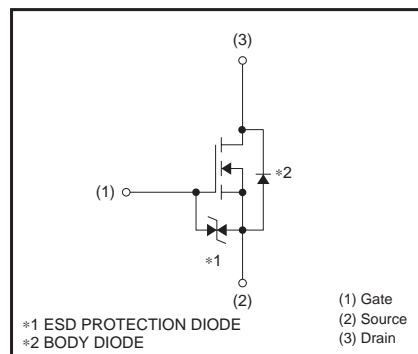 (3)
*2
(1)
*1
(2)
*1 ESD PROTECTION DIODE
*2 BODY DIODE
(1) Gate
(2) Source
(3) Drain